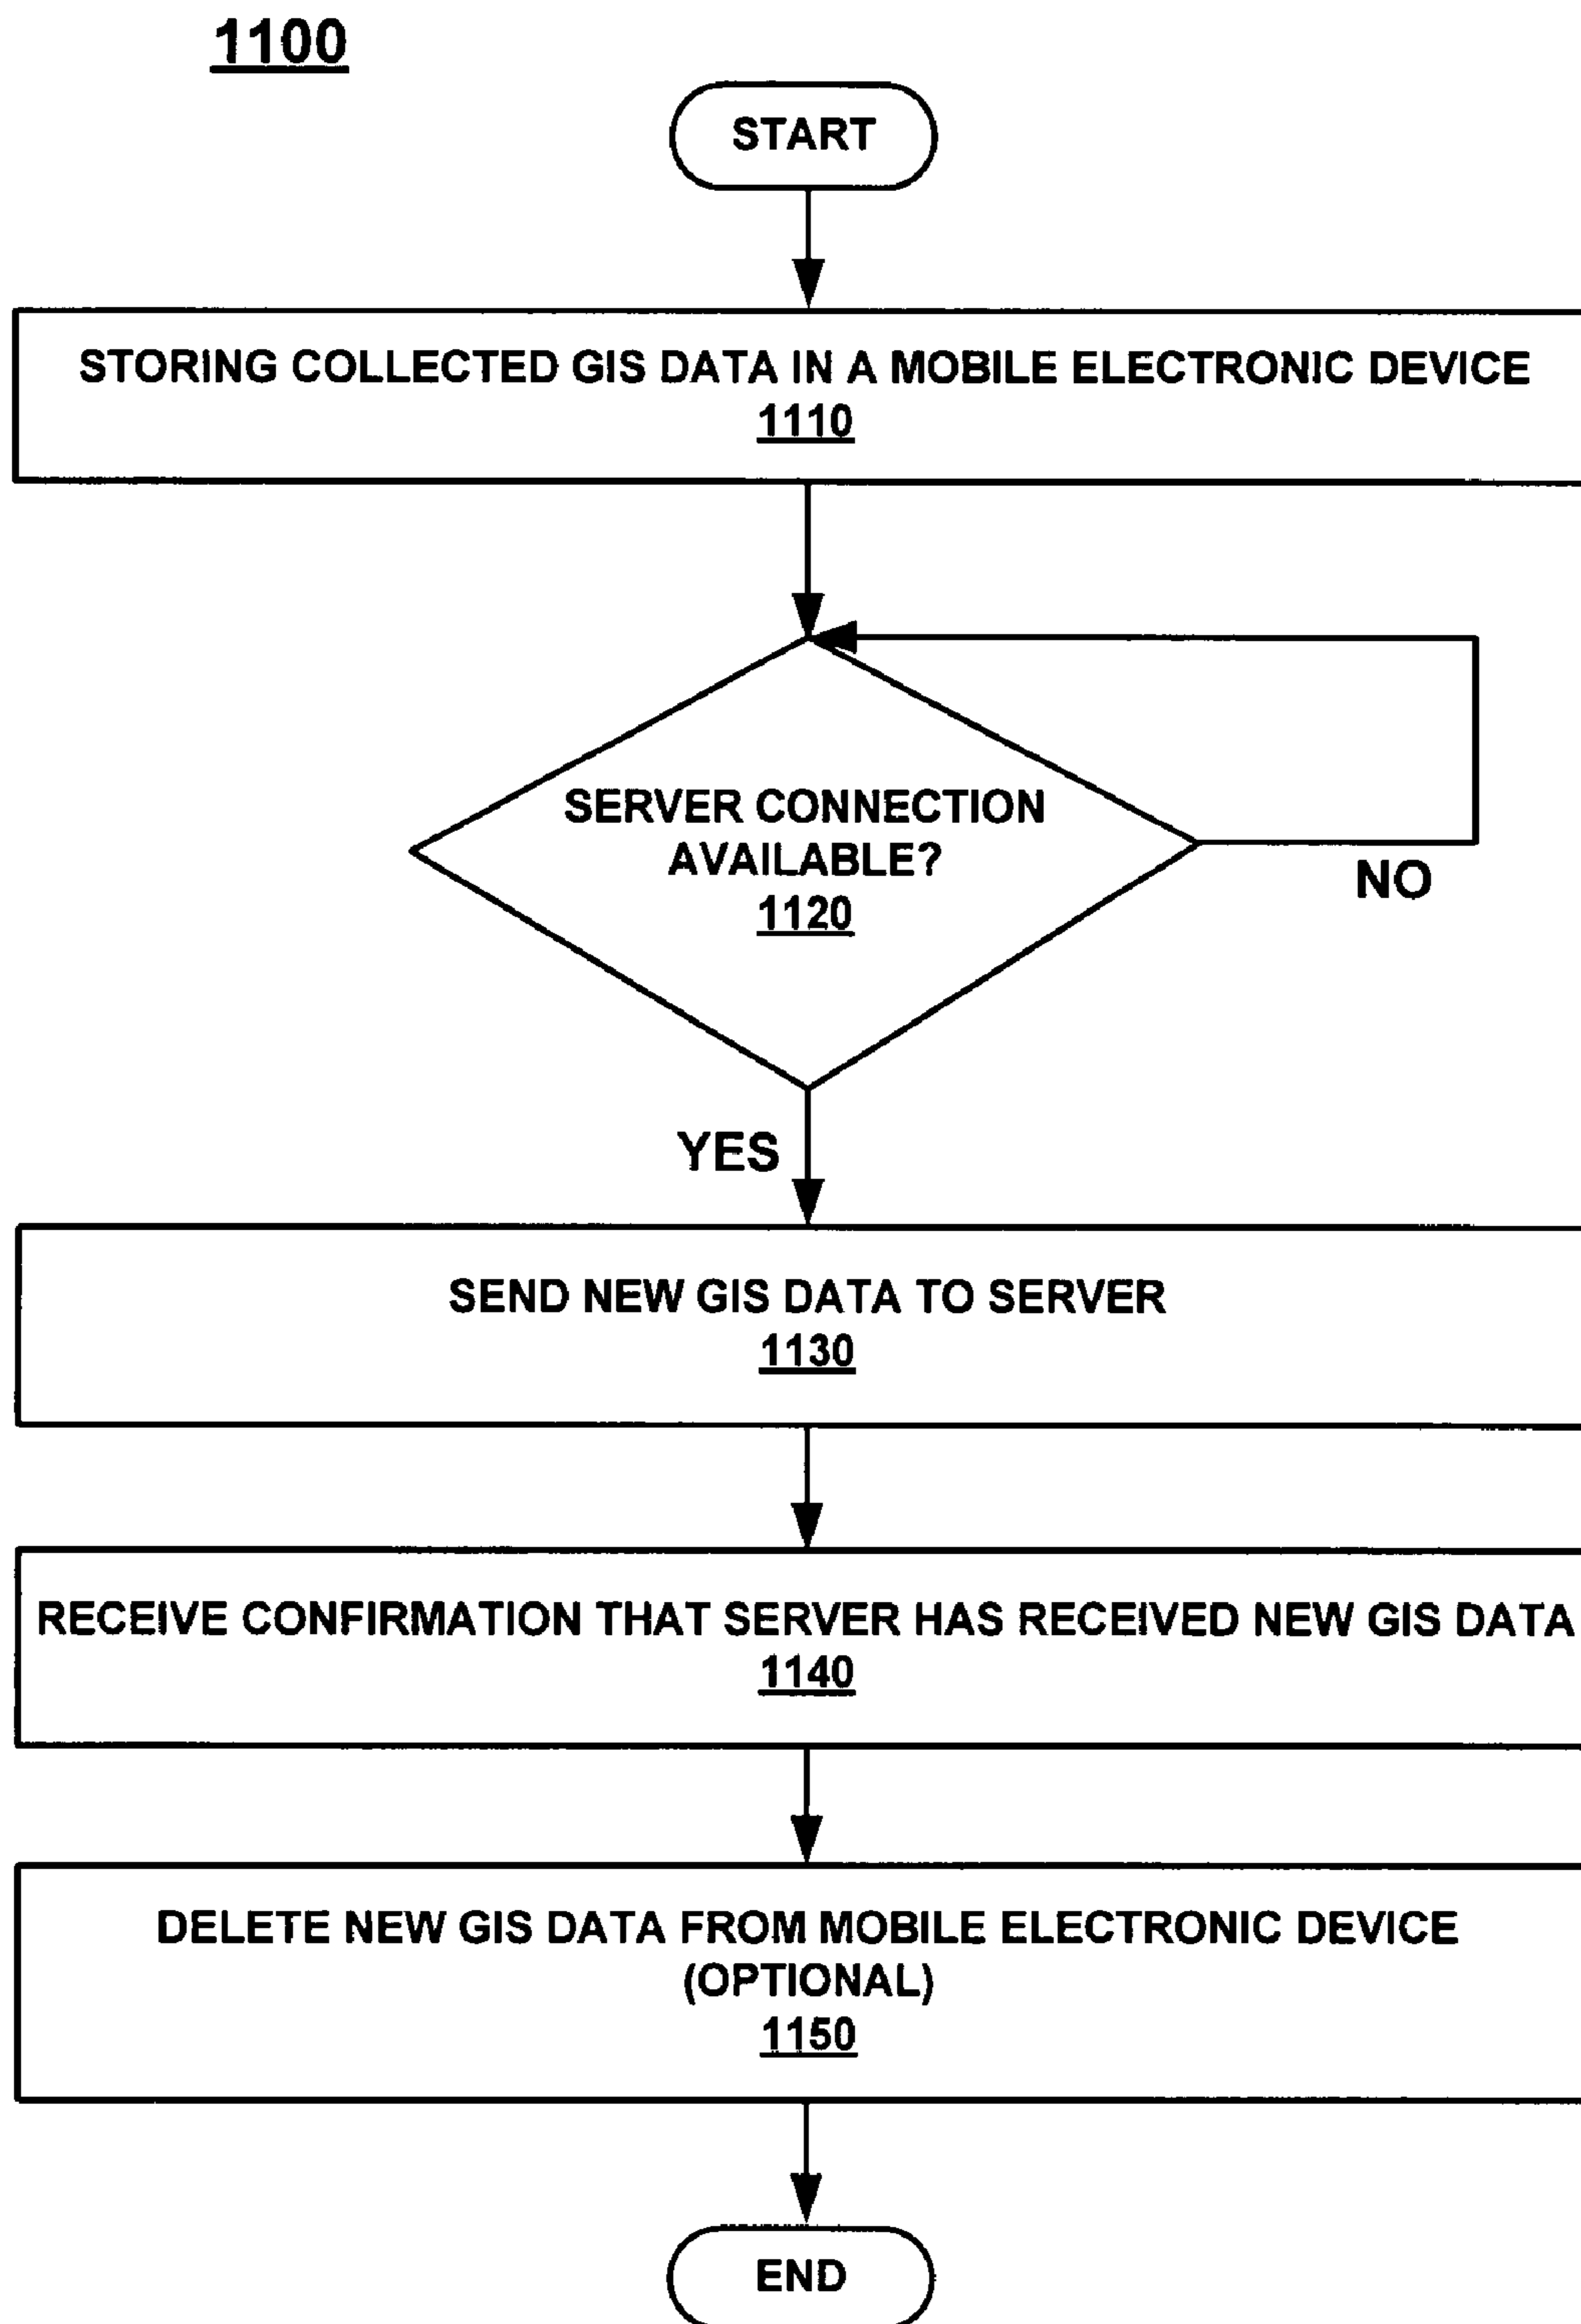 1100
START
STORING COLLECTED GIS DATA IN A MOBILE ELECTRONIC DEVICE
1110
SERVER CONNECTION
AVAILABLE?
1120
NO
YES
SEND NEW GIS DATA TO SERVER
1130
RECEIVE CONFIRMATION THAT SERVER HAS RECEIVED NEW GIS DATA
1140
DELETE NEW GIS DATA FROM MOBILE ELECTRONIC DEVICE
(OPTIONAL)
1150
END